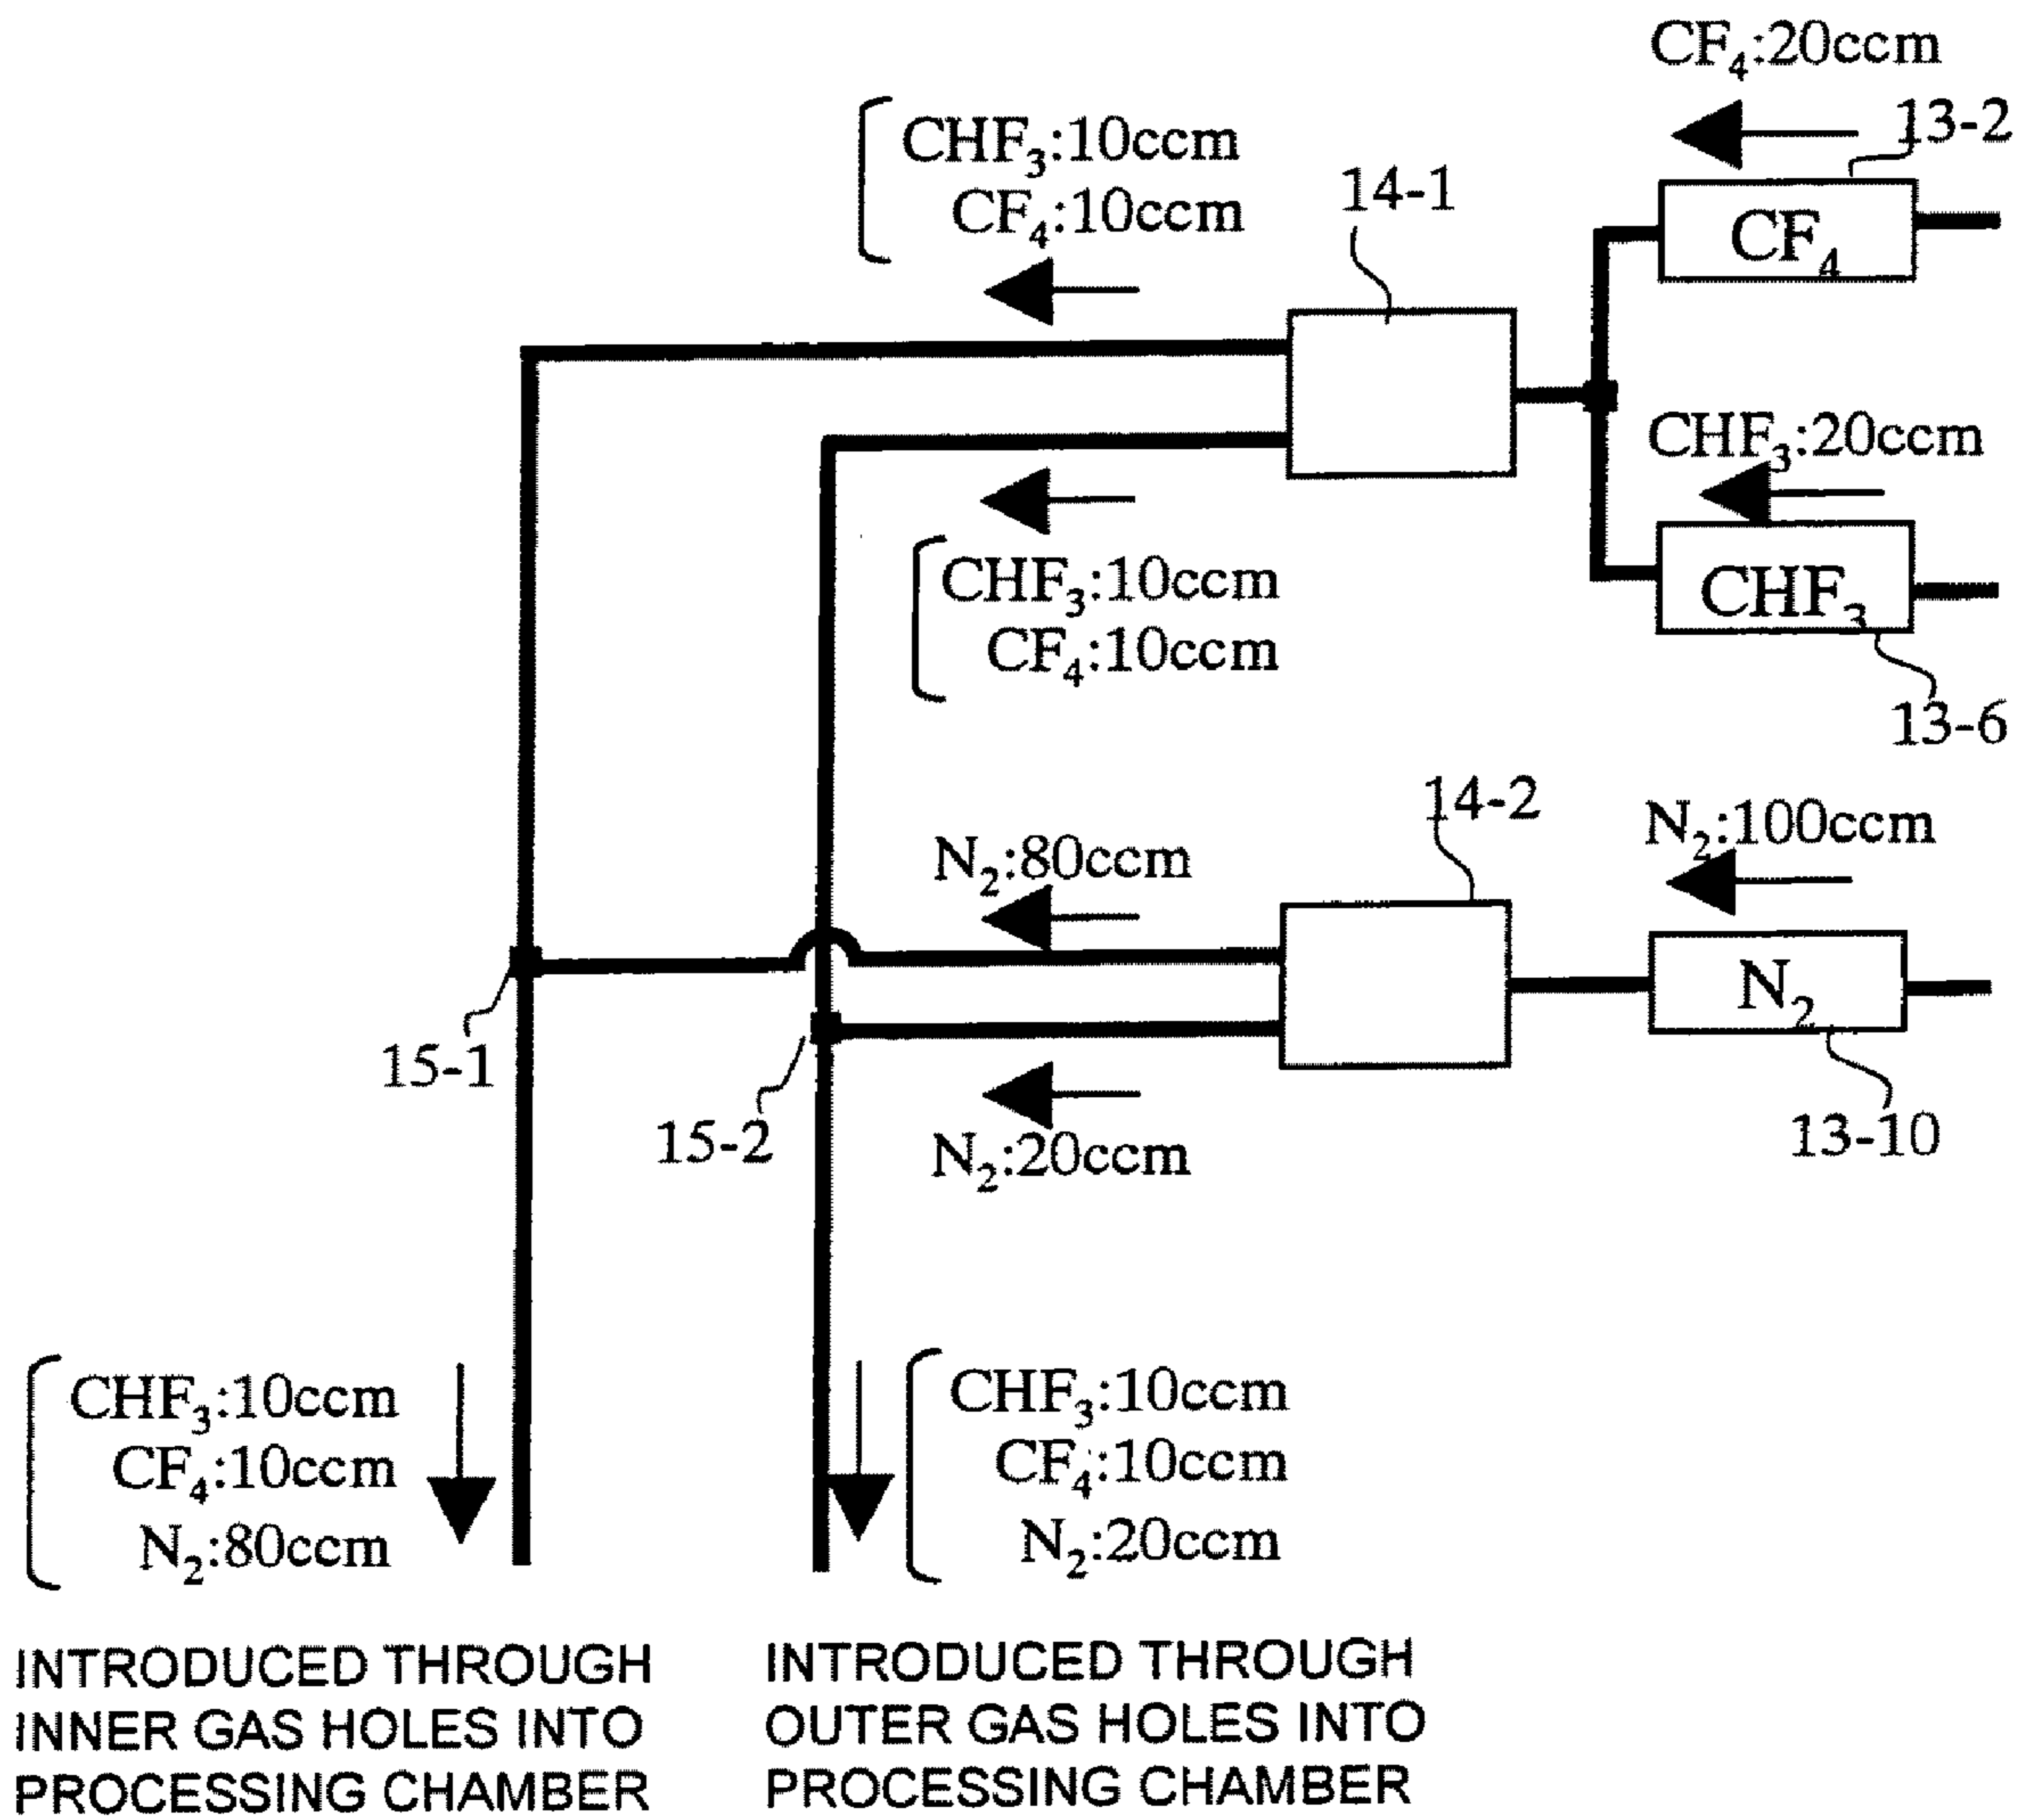 CF₄:20ccm
13-2
CHF₃:10ccm
CF₄:10ccm
14-1
CF₄
CHF₃:20ccm
CHF₃:10ccm
CF₄:10ccm
CHF₃
13-6
14-2
N₂:100ccm
N₂:80ccm
N₂
15-1
15-2
N₂:20ccm
13-10
CHF₃:10ccm
CF₄:10ccm
N₂:80ccm
CHF₃:10ccm
CF₄:10ccm
N₂:20ccm
INTRODUCED THROUGH
INNER GAS HOLES INTO
PROCESSING CHAMBER
INTRODUCED THROUGH
OUTER GAS HOLES INTO
PROCESSING CHAMBER